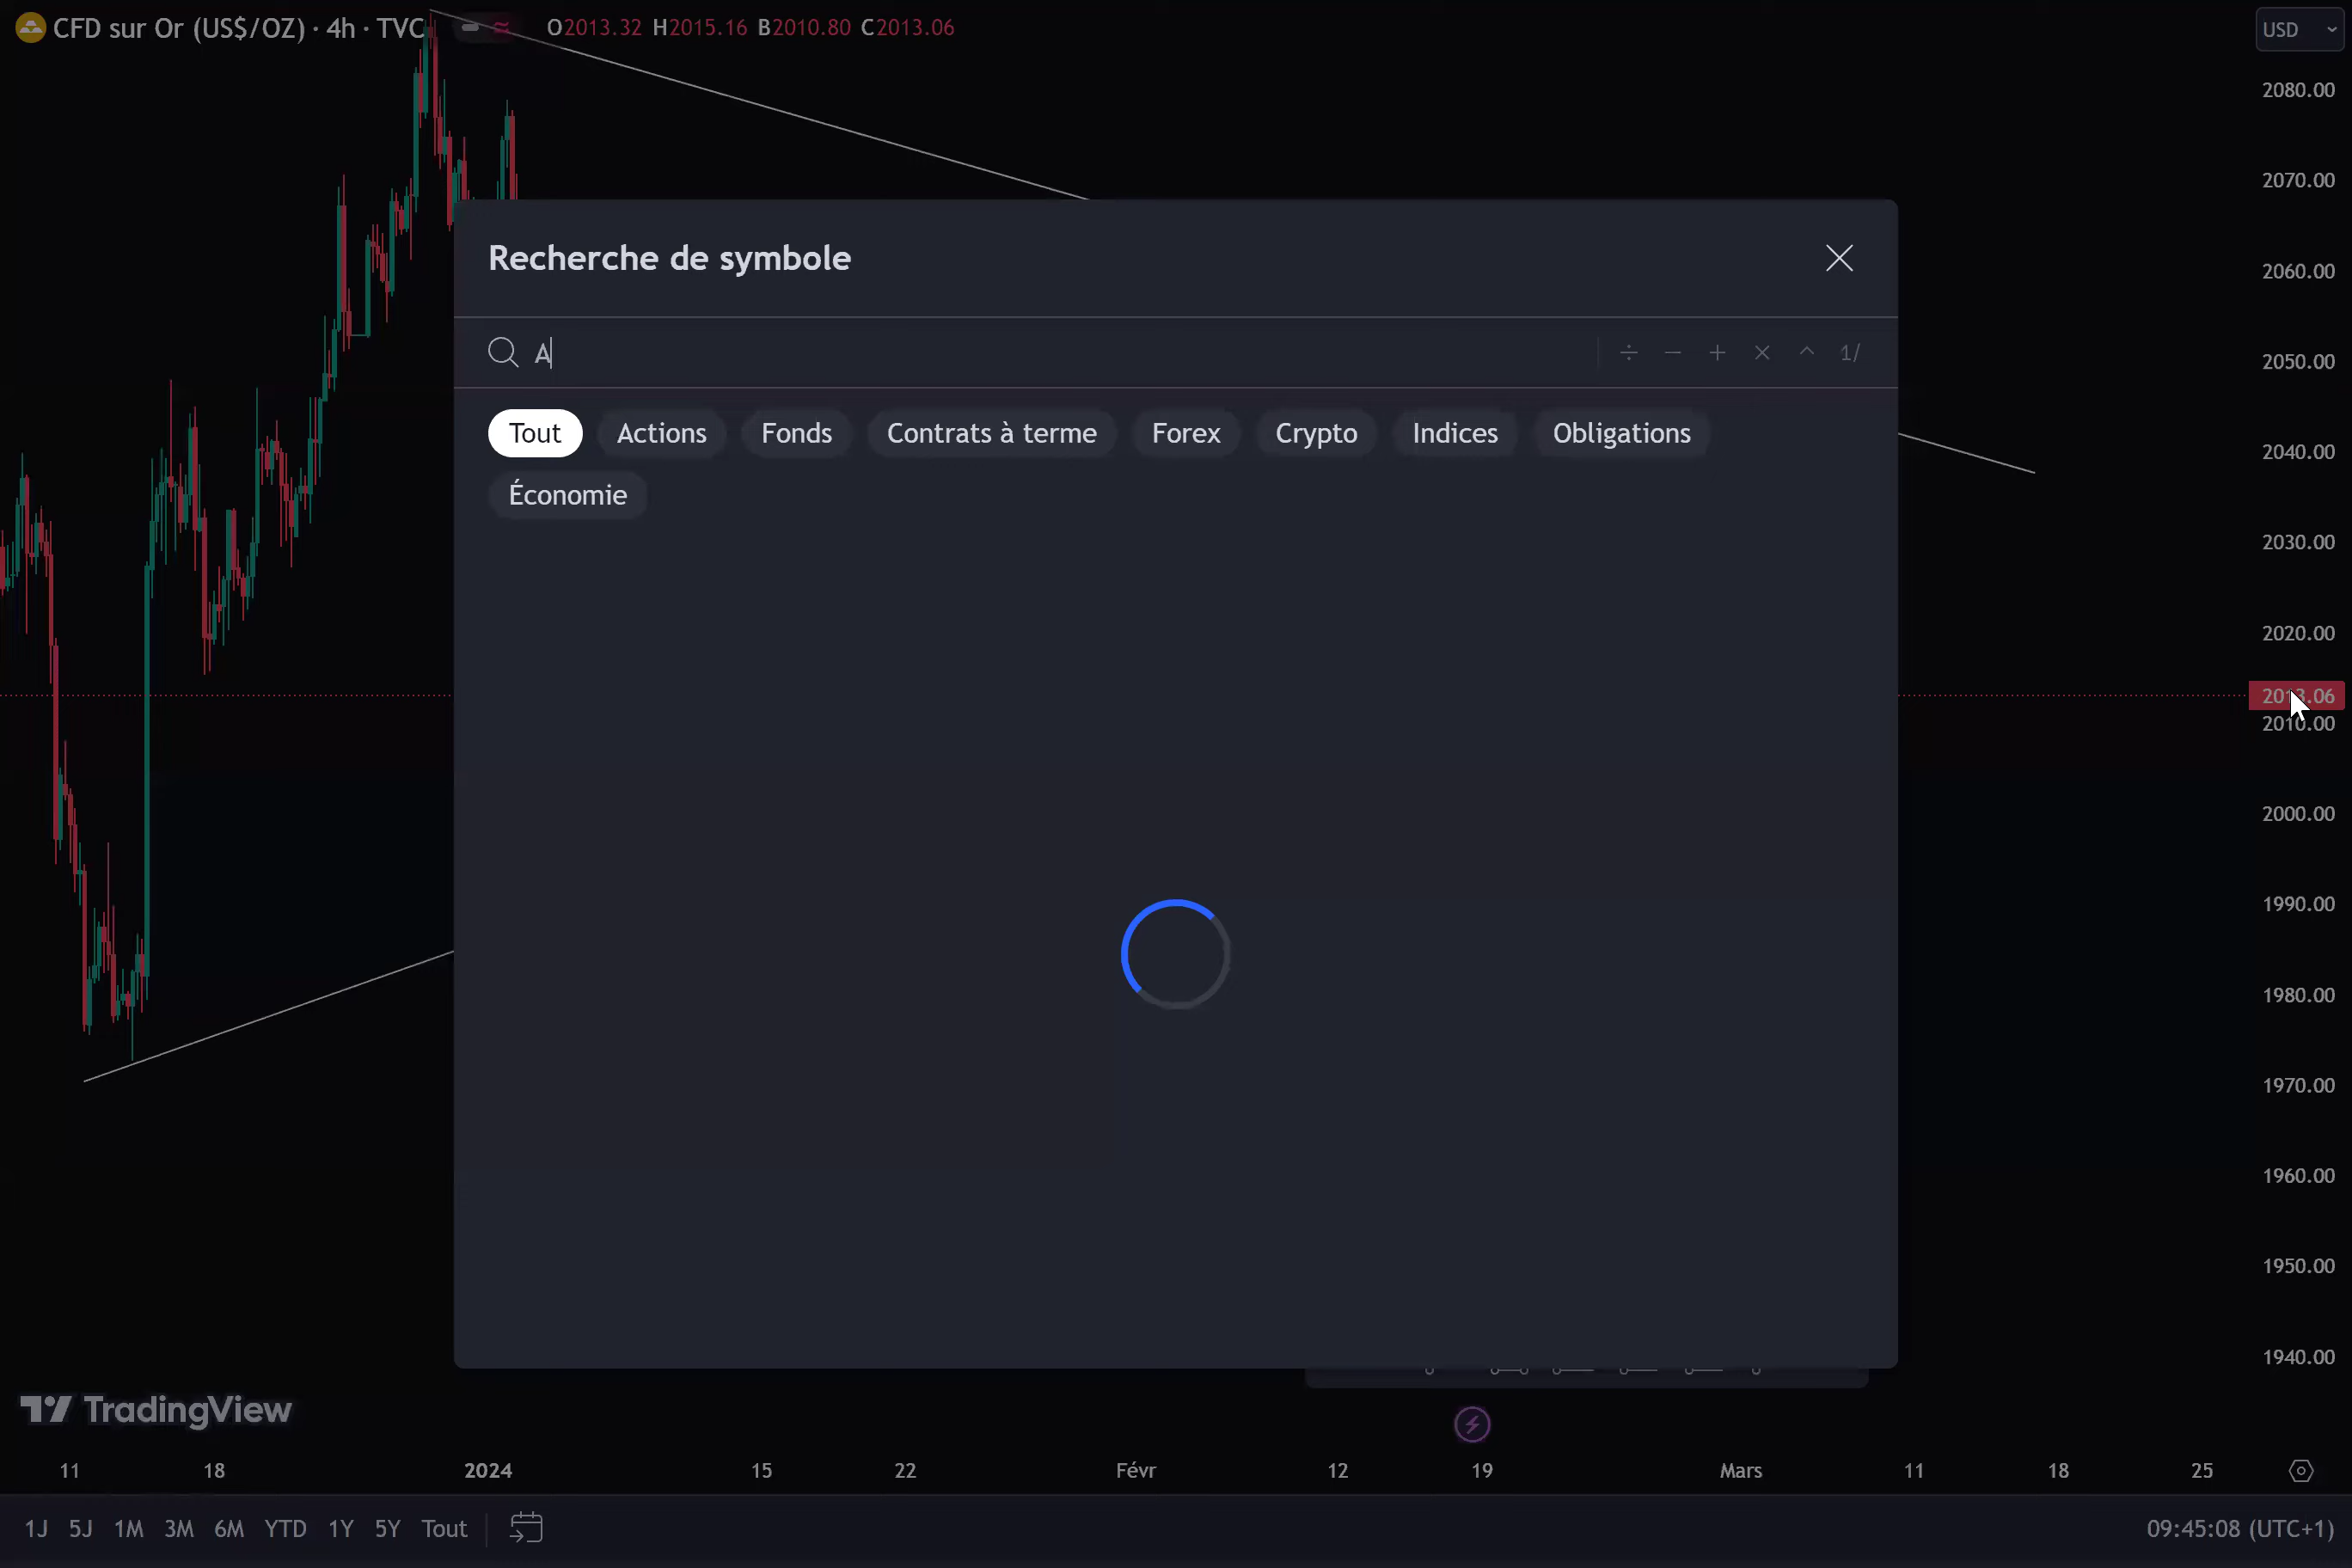 CFD sur Or (US$/OZ) · 4h · TVC O2013.32 H2015.16 B2010.80 C2013.06
USD
2080.00
2070.00
Recherche de symbole
2060.00
A ÷ − + × ^ 1/
2050.00
Tout Actions Fonds Contrats à terme Forex Crypto Indices Obligations
2040.00
Économie
2030.00
2020.00
2013.06
2010.00
2000.00
1990.00
1980.00
1970.00
1960.00
1950.00
1940.00
TradingView
11 18 2024 15 22 Févr 12 19 Mars 11 18 25
1J 5J 1M 3M 6M YTD 1Y 5Y Tout 09:45:08 (UTC+1)